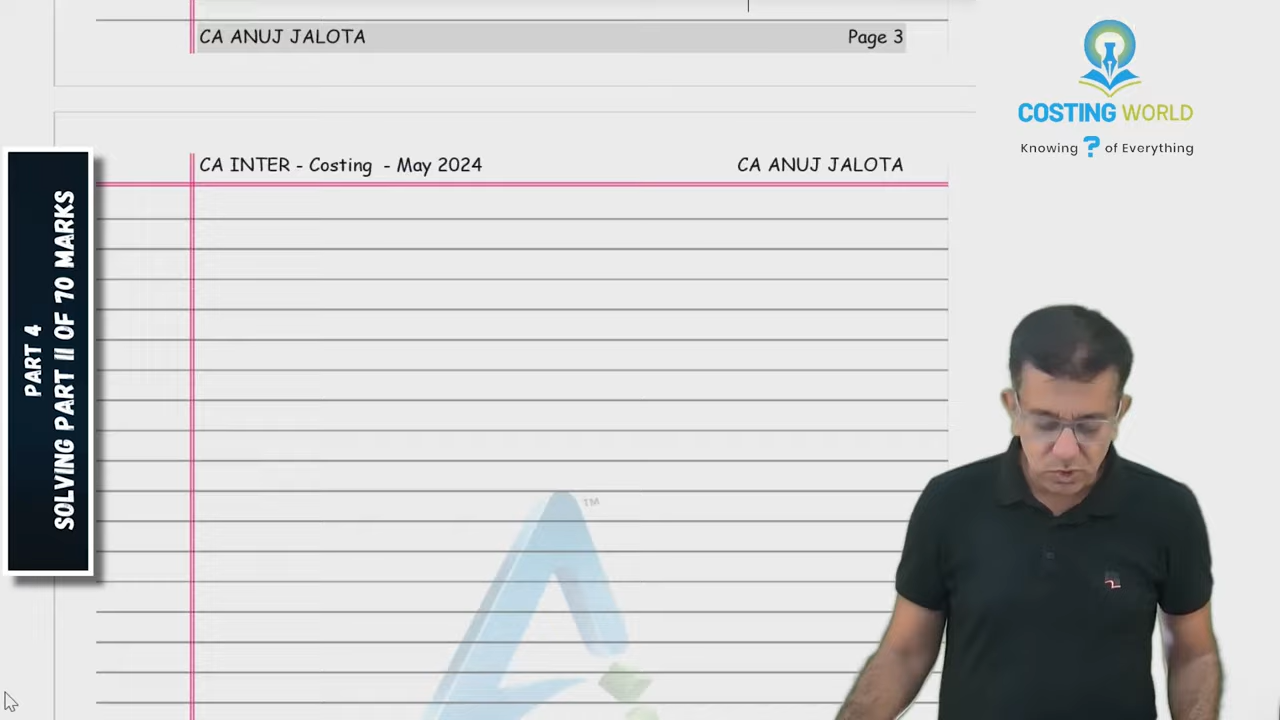 CA ANUJ JALOTA Page 3
COSTING WORLD
Knowing ? of Everything
CA INTER - Costing - May 2024 CA ANUJ JALOTA
PART 4
SOLVING PART II OF 70 MARKS
TM